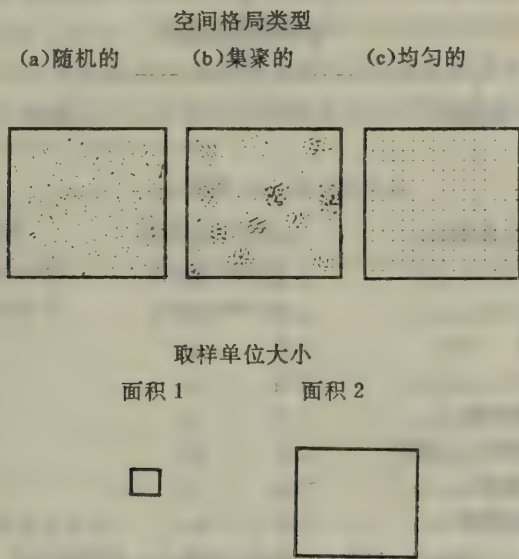 空间格局类型
(a)随机的 (b)集聚的 (c)均匀的
取样单位大小
面积 1 面积 2